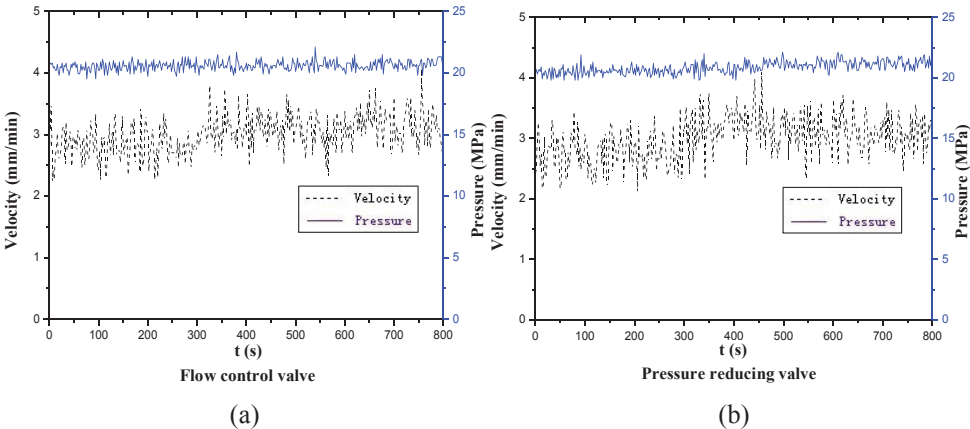 5
4
3
2
1
0
Velocity (mm/min)
25
20
15
10
5
0
Pressure (MPa)
Velocity
Pressure
0 100 200 300 400 500 600 700 800
t (s)
Flow control valve
(a)
5
4
3
2
1
0
Velocity (mm/min)
25
20
15
10
5
0
Pressure (MPa)
Velocity
Pressure
0 100 200 300 400 500 600 700 800
t (s)
Pressure reducing valve
(b)